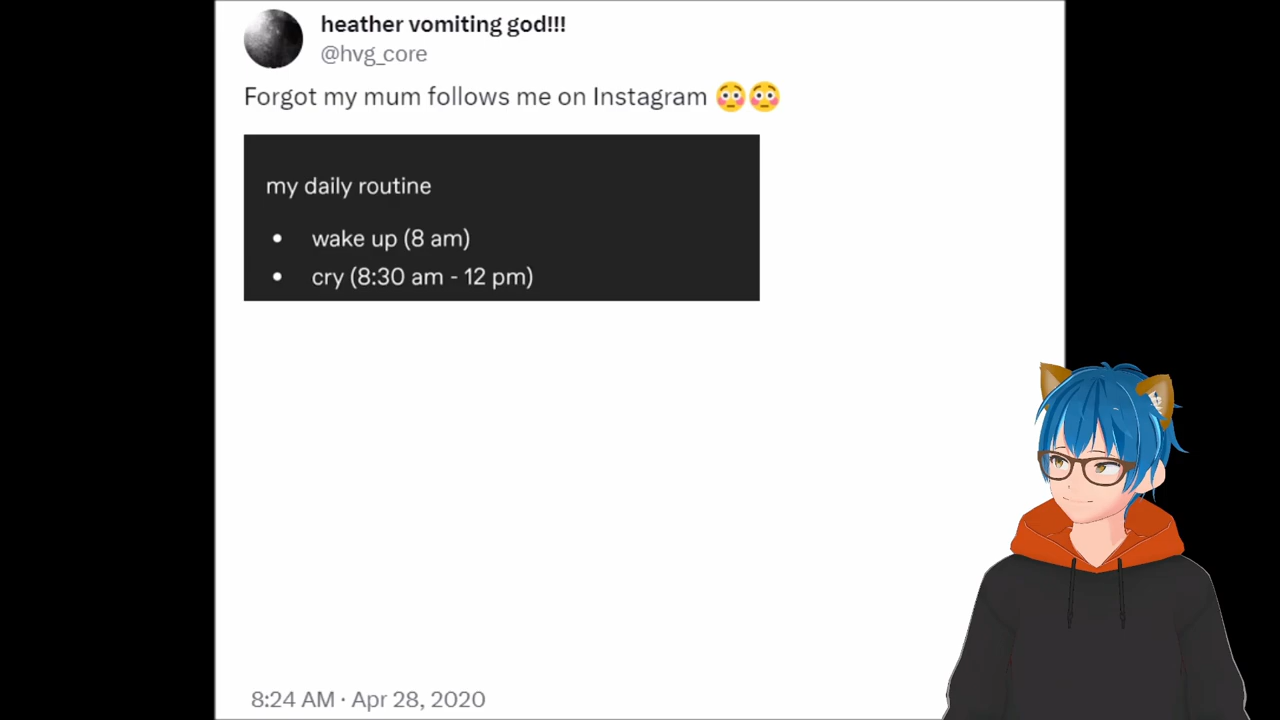 heather vomiting god!!!
@hvg_core
Forgot my mum follows me on Instagram 😳😳
my daily routine
• wake up (8 am)
• cry (8:30 am - 12 pm)
8:24 AM · Apr 28, 2020